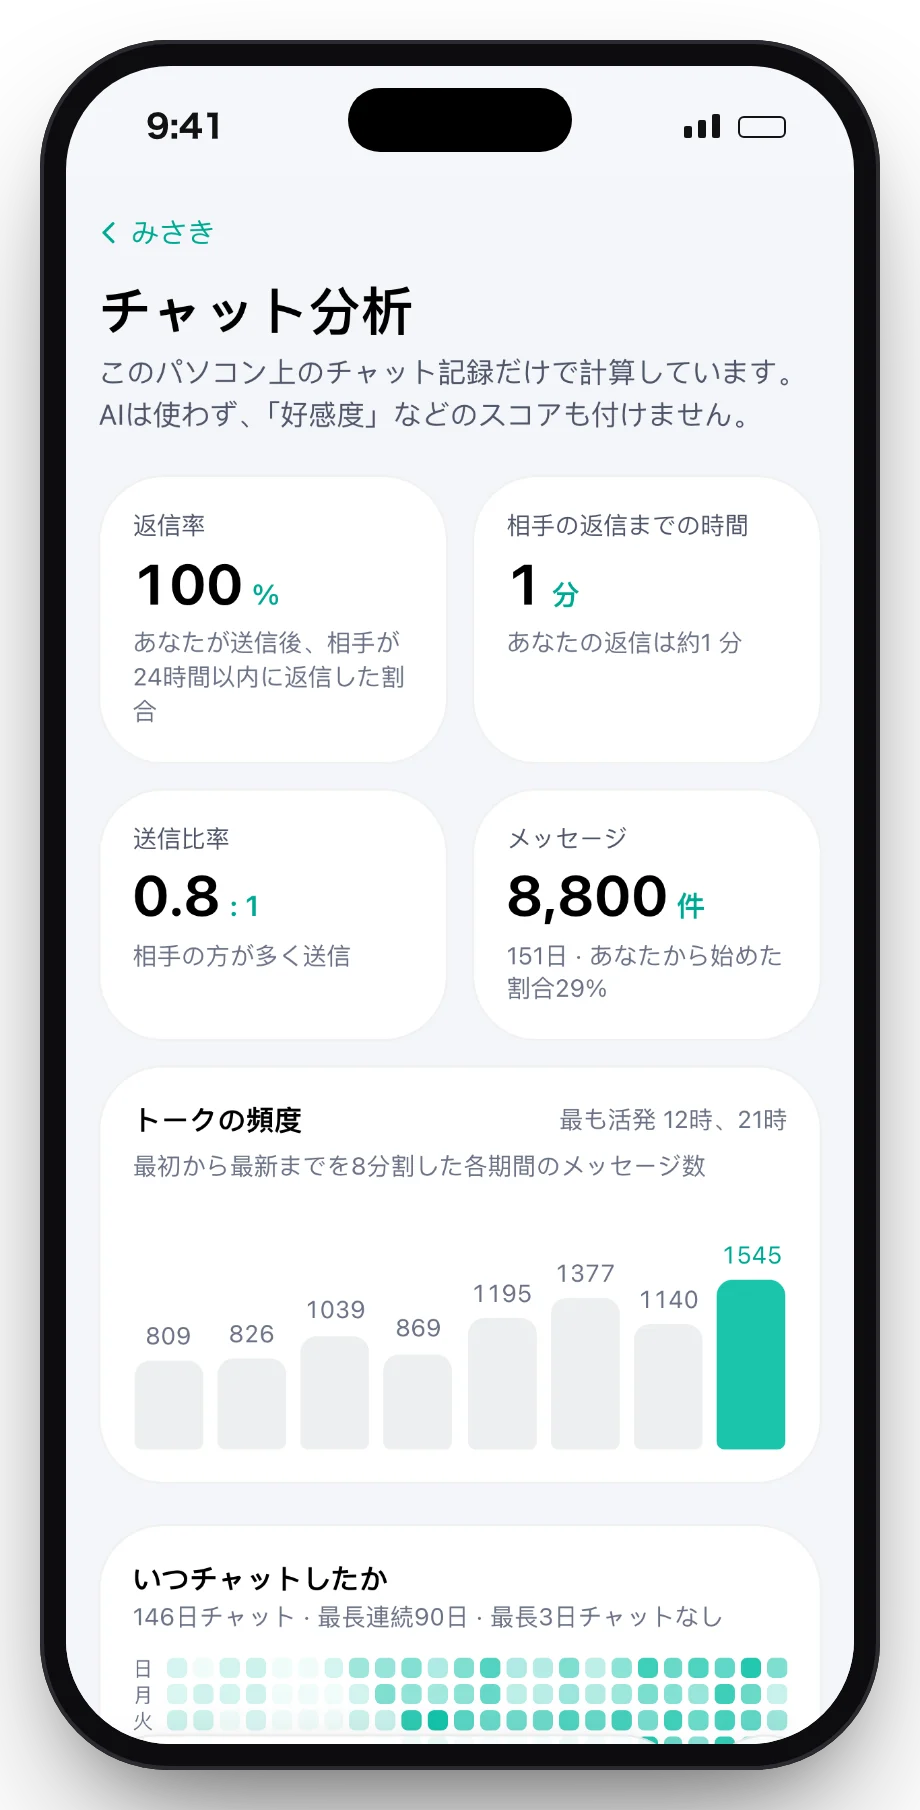 9:41
みさき
チャット分析
このパソコン上のチャット記録だけで計算しています。
AIは使わず、「好感度」などのスコアも付けません。
返信率
100 %
あなたが送信後、相手が
24時間以内に返信した割
合
相手の返信までの時間
1 分
あなたの返信は約1 分
送信比率
0.8 : 1
相手の方が多く送信
メッセージ
8,800 件
151日 · あなたから始めた
割合29%
トークの頻度
最も活発 12時、21時
最初から最新までを8分割した各期間のメッセージ数
809
826
1039
869
1195
1377
1140
1545
いつチャットしたか
146日チャット · 最長連続90日 · 最長3日チャットなし
日
月
火